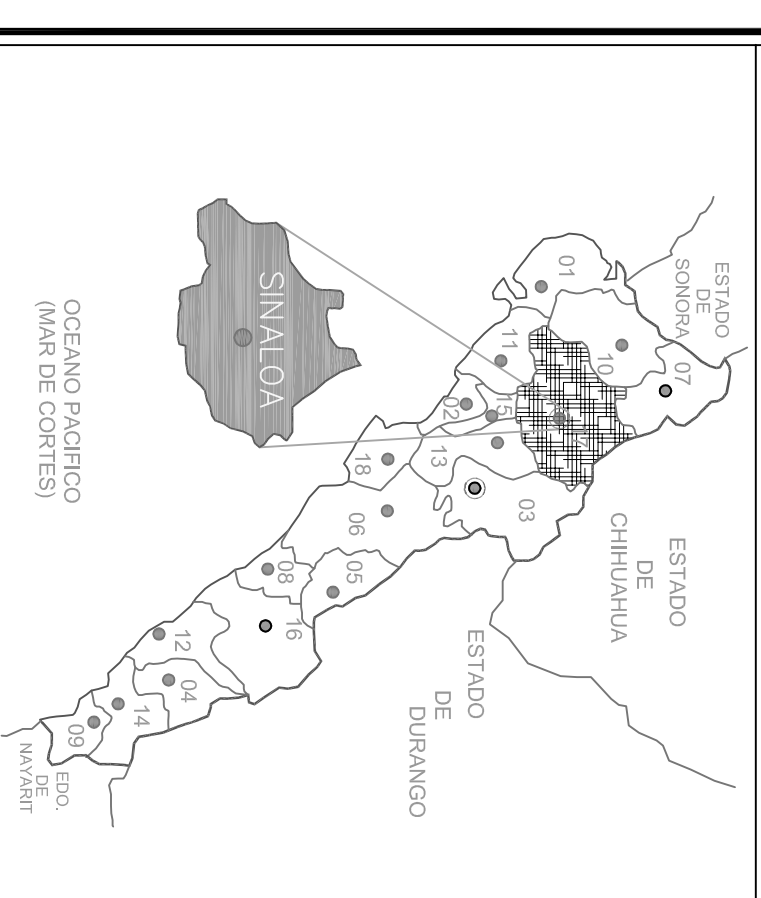 ESTADO
DE
SONORA
07
ESTADO
DE
CHIHUAHUA
10
01
11
03
15
02
13
ESTADO
DE
DURANGO
18
06
05
08
16
SINALOA
12
04
14
09
OCEANO PACIFICO
(MAR DE CORTES)
EDO.
DE
NAYARIT